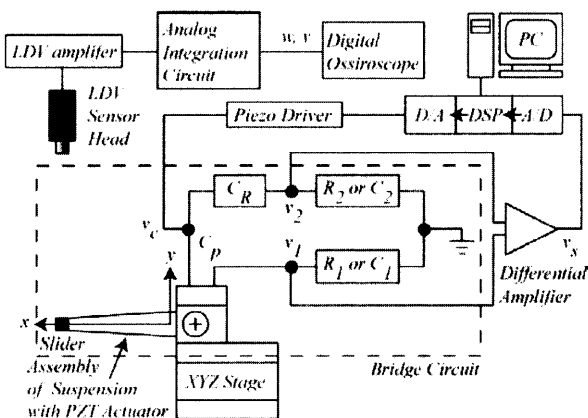 LDV amplifer
Analog
Integration
Circuit
w, v
Digital
Ossiroscope
PC
LDV
Sensor
Head
Piezo Driver
D/A
DSP
A/D
C_R
v_2
R_2 or C_2
v_c
C_p
v_1
R_1 or C_1
v_s
Differential
Amplifier
y
x
Slider
Assembly
of Suspension
with PZT Actuator
XYZ Stage
Bridge Circuit